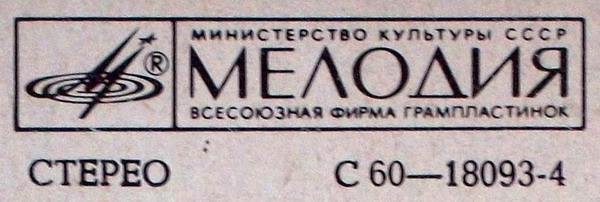 МИНИСТЕРСТВО КУЛЬТУРЫ СССР
®
МЕЛОДИЯ
ВСЕСОЮЗНАЯ ФИРМА ГРАМПЛАСТИНОК
СТЕРЕО С 60—18093-4